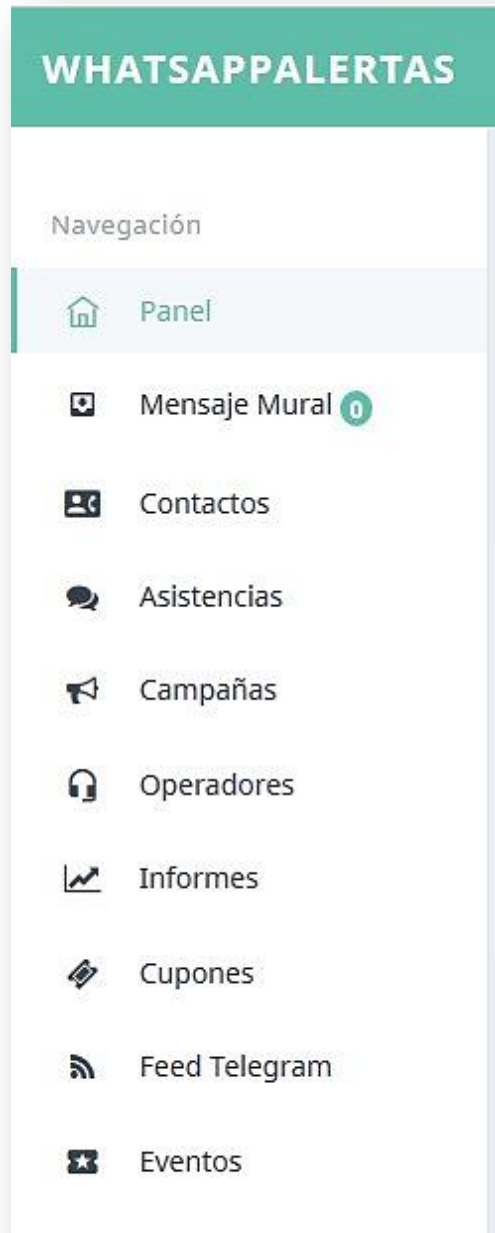 WHATSAPPALERTAS
Navegación
Panel
Mensaje Mural 0
Contactos
Asistencias
Campañas
Operadores
Informes
Cupones
Feed Telegram
Eventos